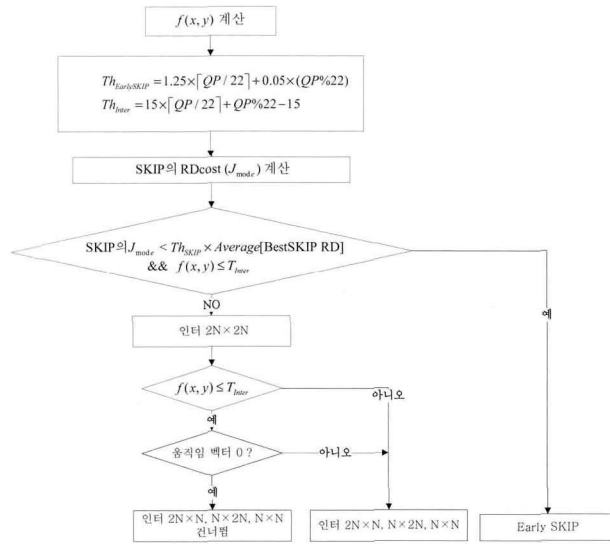 f(x, y) 계산
Th_EarlySKIP = 1.25×⌈QP / 22⌉ + 0.05×(QP%22)
Th_Inter = 15×⌈QP / 22⌉ + QP%22−15
SKIP의 RDcost (J_mode) 계산
SKIP의 J_mode < Th_SKIP × Average[BestSKIP RD]
&& f(x, y) ≤ T_Inter
NO
예
인터 2N×2N
f(x, y) ≤ T_Inter
아니오
예
움직임 벡터 0 ?
아니오
예
인터 2N×N, N×2N, N×N
건너뜀
인터 2N×N, N×2N, N×N
Early SKIP